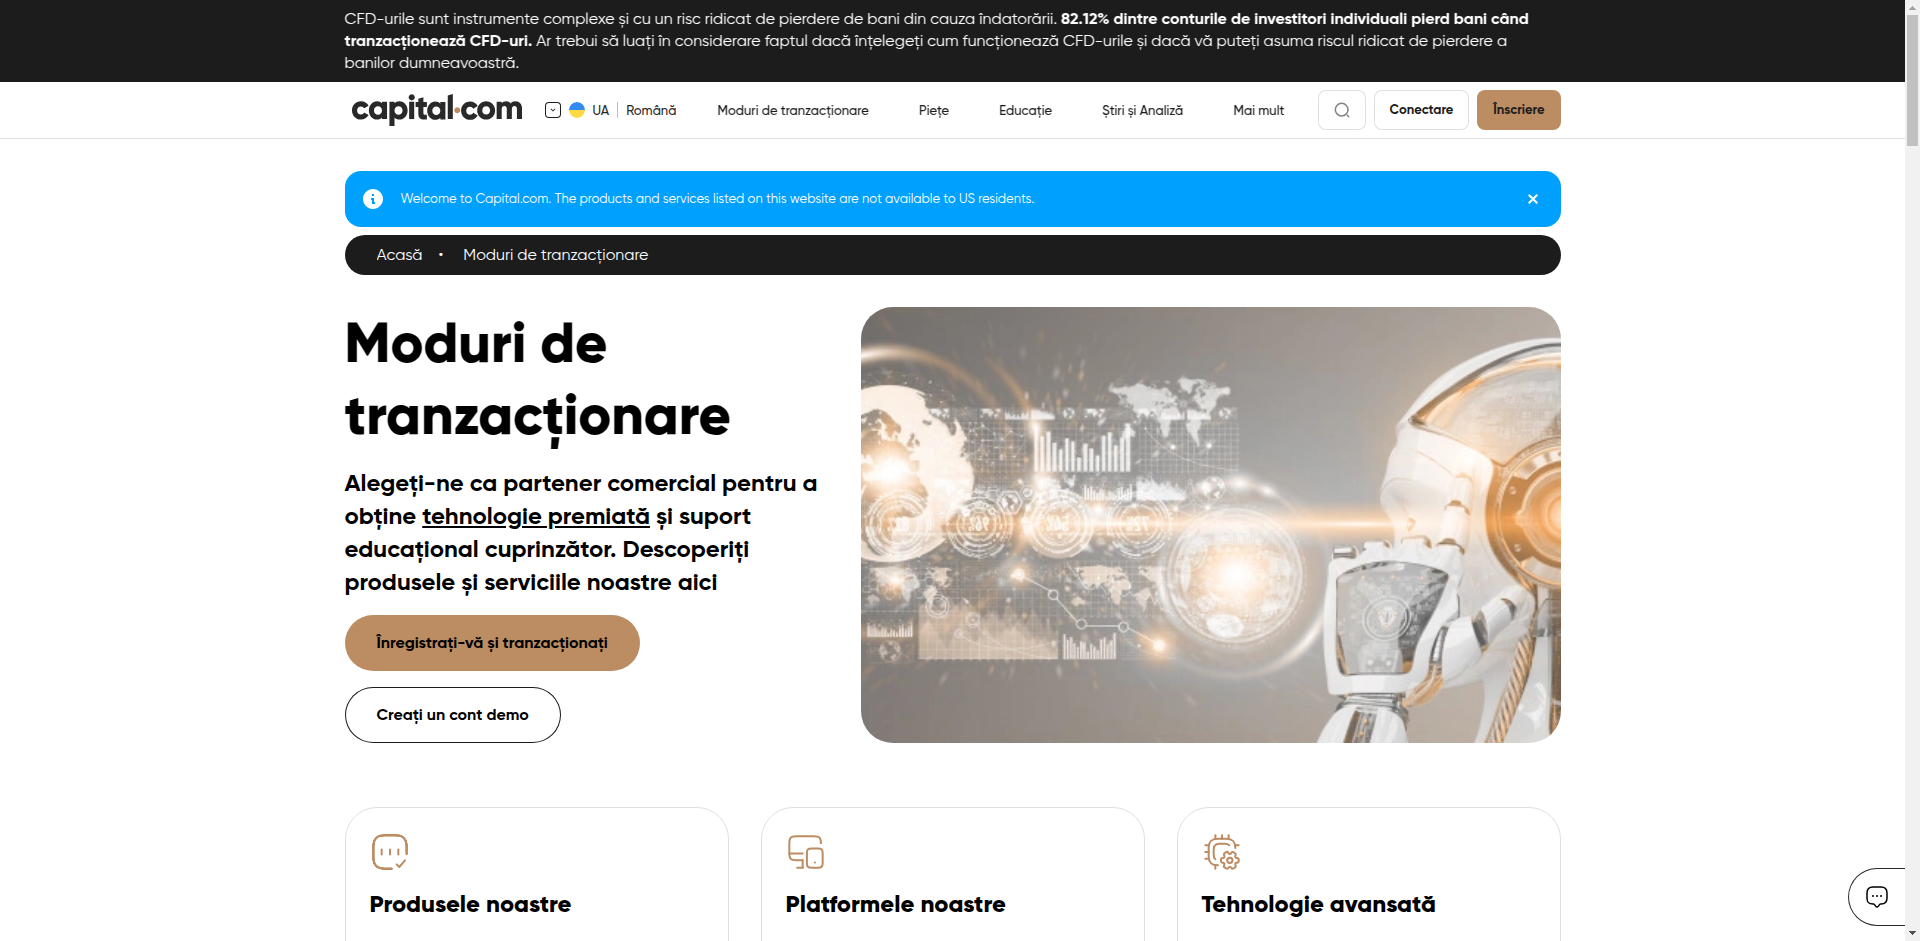 CFD-urile sunt instrumente complexe și cu un risc ridicat de pierdere de bani din cauza îndatorării. 82.12% dintre conturile de investitori individuali pierd bani când
tranzacționează CFD-uri. Ar trebui să luați în considerare faptul dacă înțelegeți cum funcționează CFD-urile și dacă vă puteți asuma riscul ridicat de pierdere a
banilor dumneavoastră.
capital.com UA Română Moduri de tranzacționare Piețe Educație Știri și Analiză Mai mult Conectare Înscriere
Welcome to Capital.com. The products and services listed on this website are not available to US residents.
Acasă • Moduri de tranzacționare
Moduri de
tranzacționare
Alegeți-ne ca partener comercial pentru a
obține tehnologie premiată și suport
educațional cuprinzător. Descoperiți
produsele și serviciile noastre aici
Înregistrați-vă și tranzacționați
Creați un cont demo
Produsele noastre
Platformele noastre
Tehnologie avansată